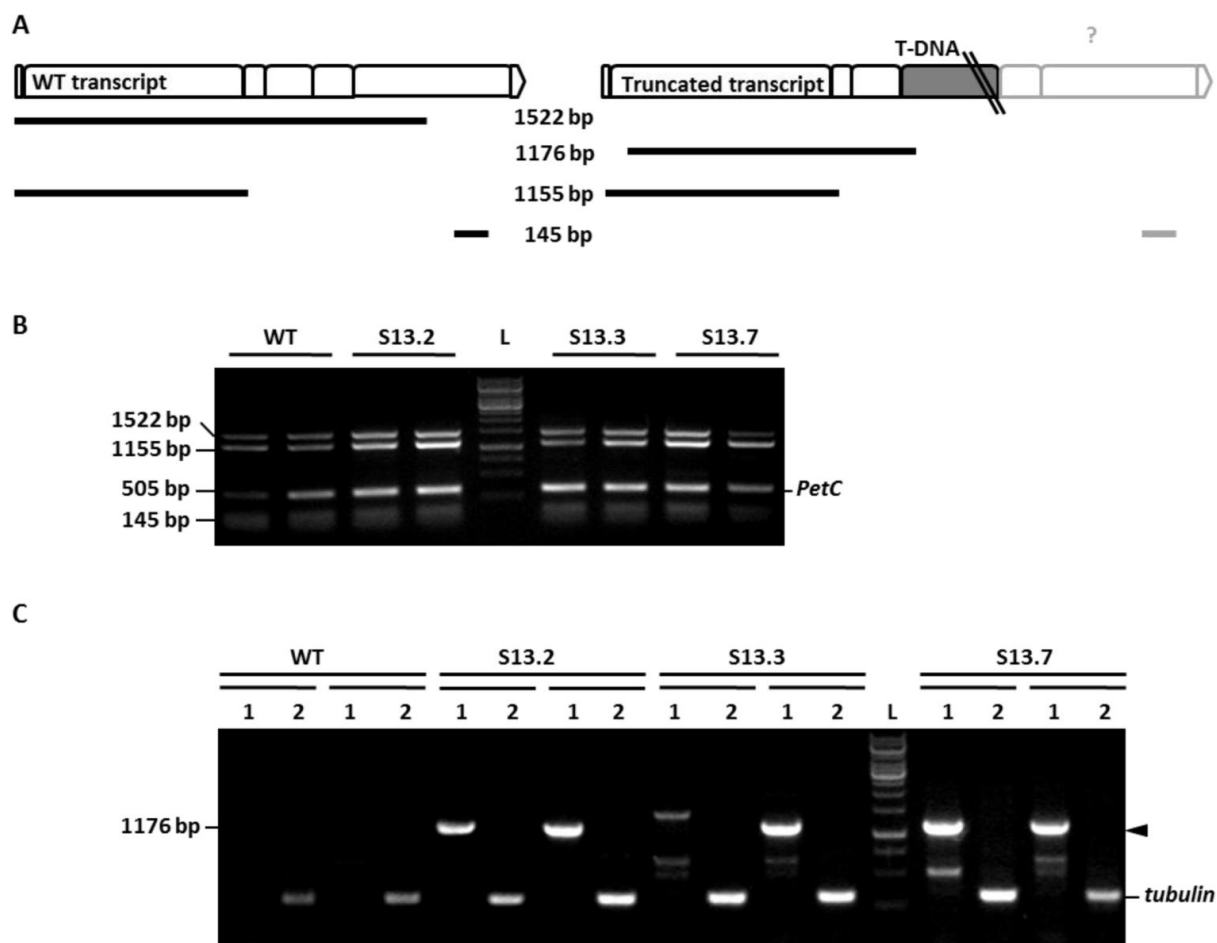 A
T-DNA
?
WT transcript
Truncated transcript
1522 bp
1176 bp
1155 bp
145 bp
B
WT S13.2 L S13.3 S13.7
1522 bp
1155 bp
505 bp
PetC
145 bp
C
WT S13.2 S13.3 S13.7
1 2 1 2 1 2 1 2 1 2 1 2 L 1 2 1 2
1176 bp
tubulin